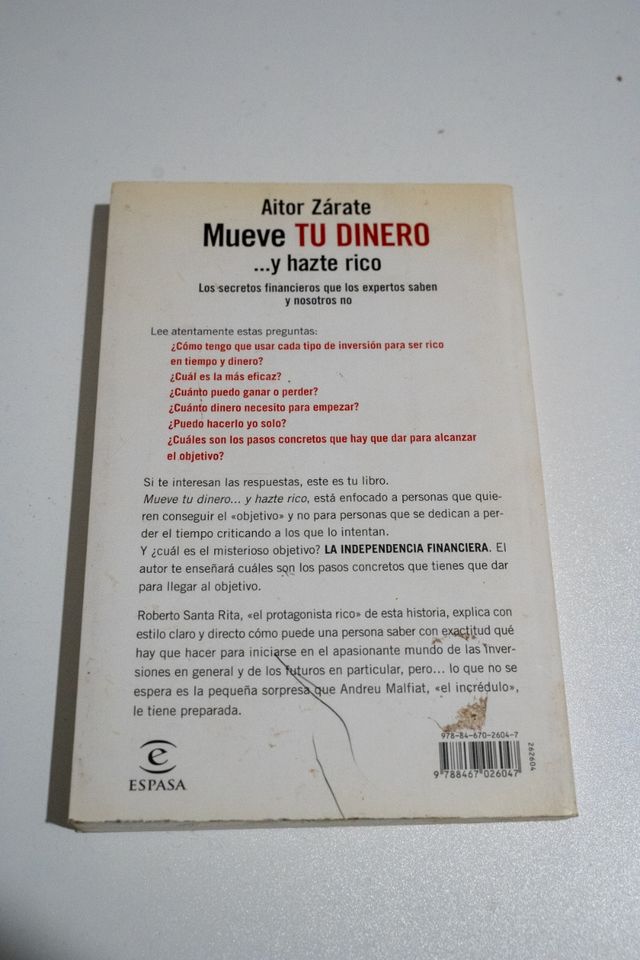 Aitor Zárate
Mueve TU DINERO
...y hazte rico
Los secretos financieros que los expertos saben
y nosotros no
Lee atentamente estas preguntas:
¿Cómo tengo que usar cada tipo de inversión para ser rico
en tiempo y dinero?
¿Cuál es la más eficaz?
¿Cuánto puedo ganar o perder?
¿Cuánto dinero necesito para empezar?
¿Puedo hacerlo yo solo?
¿Cuáles son los pasos concretos que hay que dar para alcanzar
el objetivo?
Si te interesan las respuestas, este es tu libro.
Mueve tu dinero... y hazte rico, está enfocado a personas que quie-
ren conseguir el «objetivo» y no para personas que se dedican a per-
der el tiempo criticando a los que lo intentan.
Y ¿cuál es el misterioso objetivo? LA INDEPENDENCIA FINANCIERA. El
autor te enseñará cuáles son los pasos concretos que tienes que dar
para llegar al objetivo.
Roberto Santa Rita, «el protagonista rico» de esta historia, explica con
estilo claro y directo cómo puede una persona saber con exactitud qué
hay que hacer para iniciarse en el apasionante mundo de las inver-
siones en general y de los futuros en particular, pero... lo que no se
espera es la pequeña sorpresa que Andreu Malfiat, «el incrédulo»,
le tiene preparada.
e
ESPASA
978-84-670-2604-7
9 788467 026047
262604